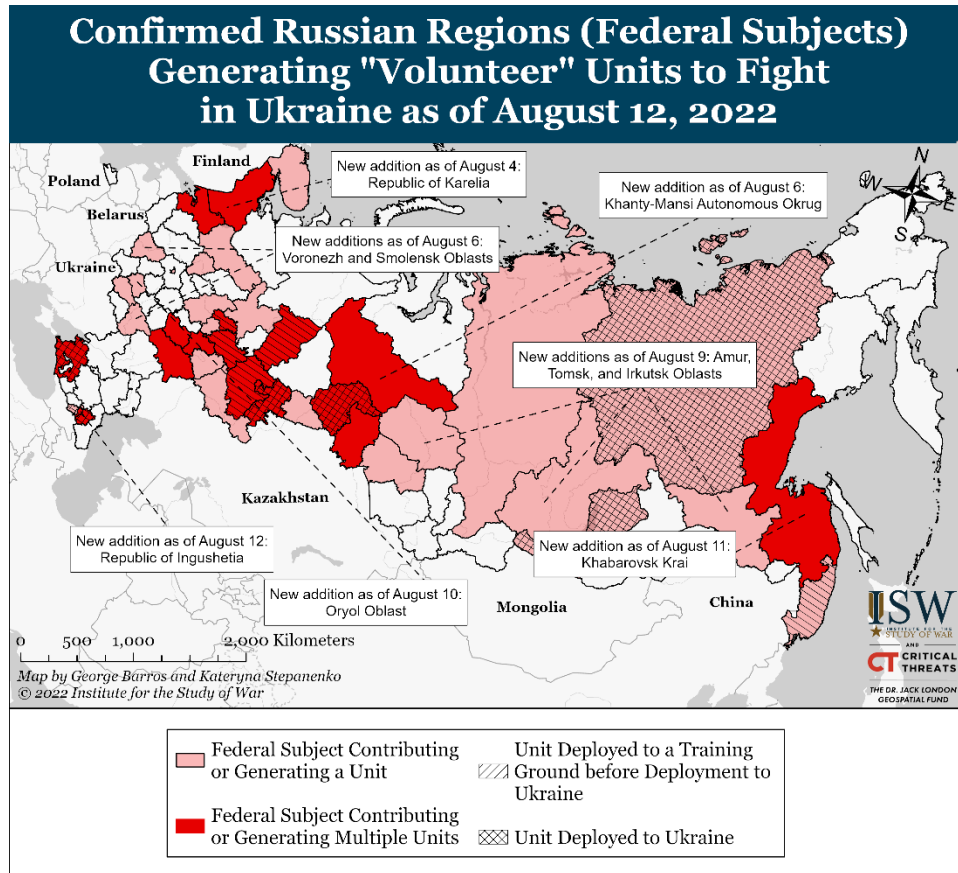 Confirmed Russian Regions (Federal Subjects)
Generating "Volunteer" Units to Fight
in Ukraine as of August 12, 2022
Finland
Poland
Belarus
Ukraine
New addition as of August 4:
Republic of Karelia
New addition as of August 6:
Khanty-Mansi Autonomous Okrug
N
W
E
S
New additions as of August 6:
Voronezh and Smolensk Oblasts
New additions as of August 9: Amur,
Tomsk, and Irkutsk Oblasts
Kazakhstan
New addition as of August 12:
Republic of Ingushetia
New addition as of August 11:
Khabarovsk Krai
New addition as of August 10:
Oryol Oblast
Mongolia
China
0 500 1,000 2,000 Kilometers
Map by George Barros and Kateryna Stepanenko
© 2022 Institute for the Study of War
ISW
INSTITUTE FOR THE
STUDY OF WAR
AND
CT CRITICAL
THREATS
THE DR. JACK LONDON
GEOSPATIAL FUND
Federal Subject Contributing
or Generating a Unit
Federal Subject Contributing
or Generating Multiple Units
Unit Deployed to a Training
Ground before Deployment to
Ukraine
Unit Deployed to Ukraine